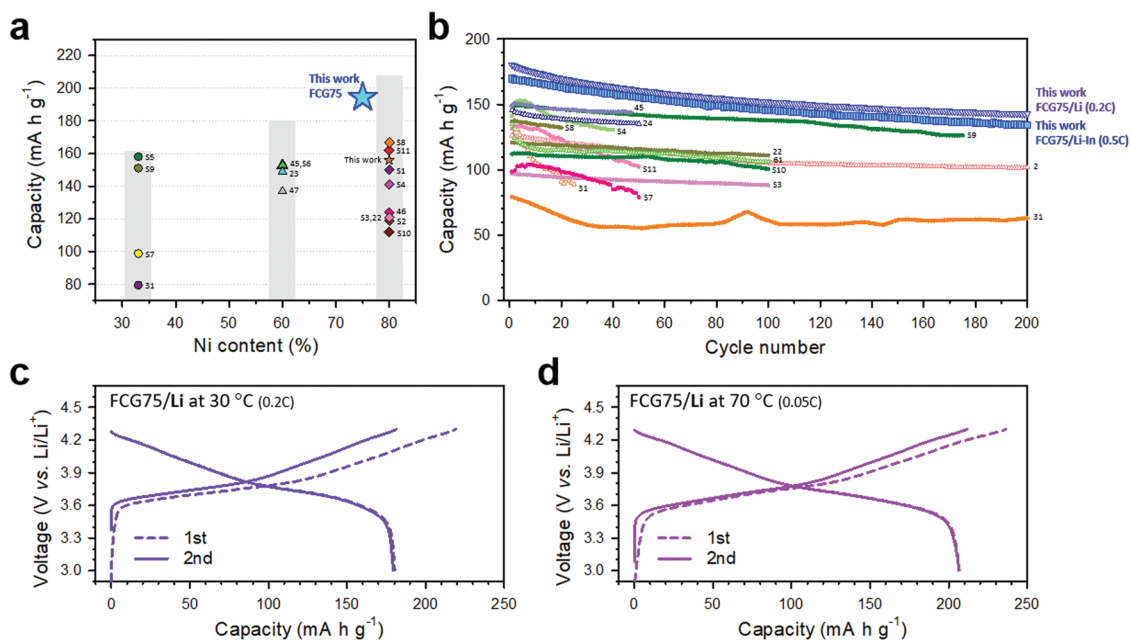 a
Capacity (mA h g⁻¹)
220
200
180
160
140
120
100
80
30
40
50
60
70
80
Ni content (%)
This work
FCG75
S5
S9
S7
31
45,56
23
47
S8
S11
This work
S1
S4
46
S3,22
S2
S10
b
Capacity (mA h g⁻¹)
200
150
100
50
0
0
20
40
60
80
100
120
140
160
180
200
Cycle number
45
24
S8
S4
S9
22
61
S10
S11
31
S7
S3
2
31
This work
FCG75/Li (0.2C)
This work
FCG75/Li-In (0.5C)
c
FCG75/Li at 30 °C (0.2C)
Voltage (V vs. Li/Li⁺)
4.5
4.2
3.9
3.6
3.3
3.0
1st
2nd
0
50
100
150
200
250
Capacity (mA h g⁻¹)
d
FCG75/Li at 70 °C (0.05C)
Voltage (V vs. Li/Li⁺)
4.5
4.2
3.9
3.6
3.3
3.0
1st
2nd
0
50
100
150
200
250
Capacity (mA h g⁻¹)